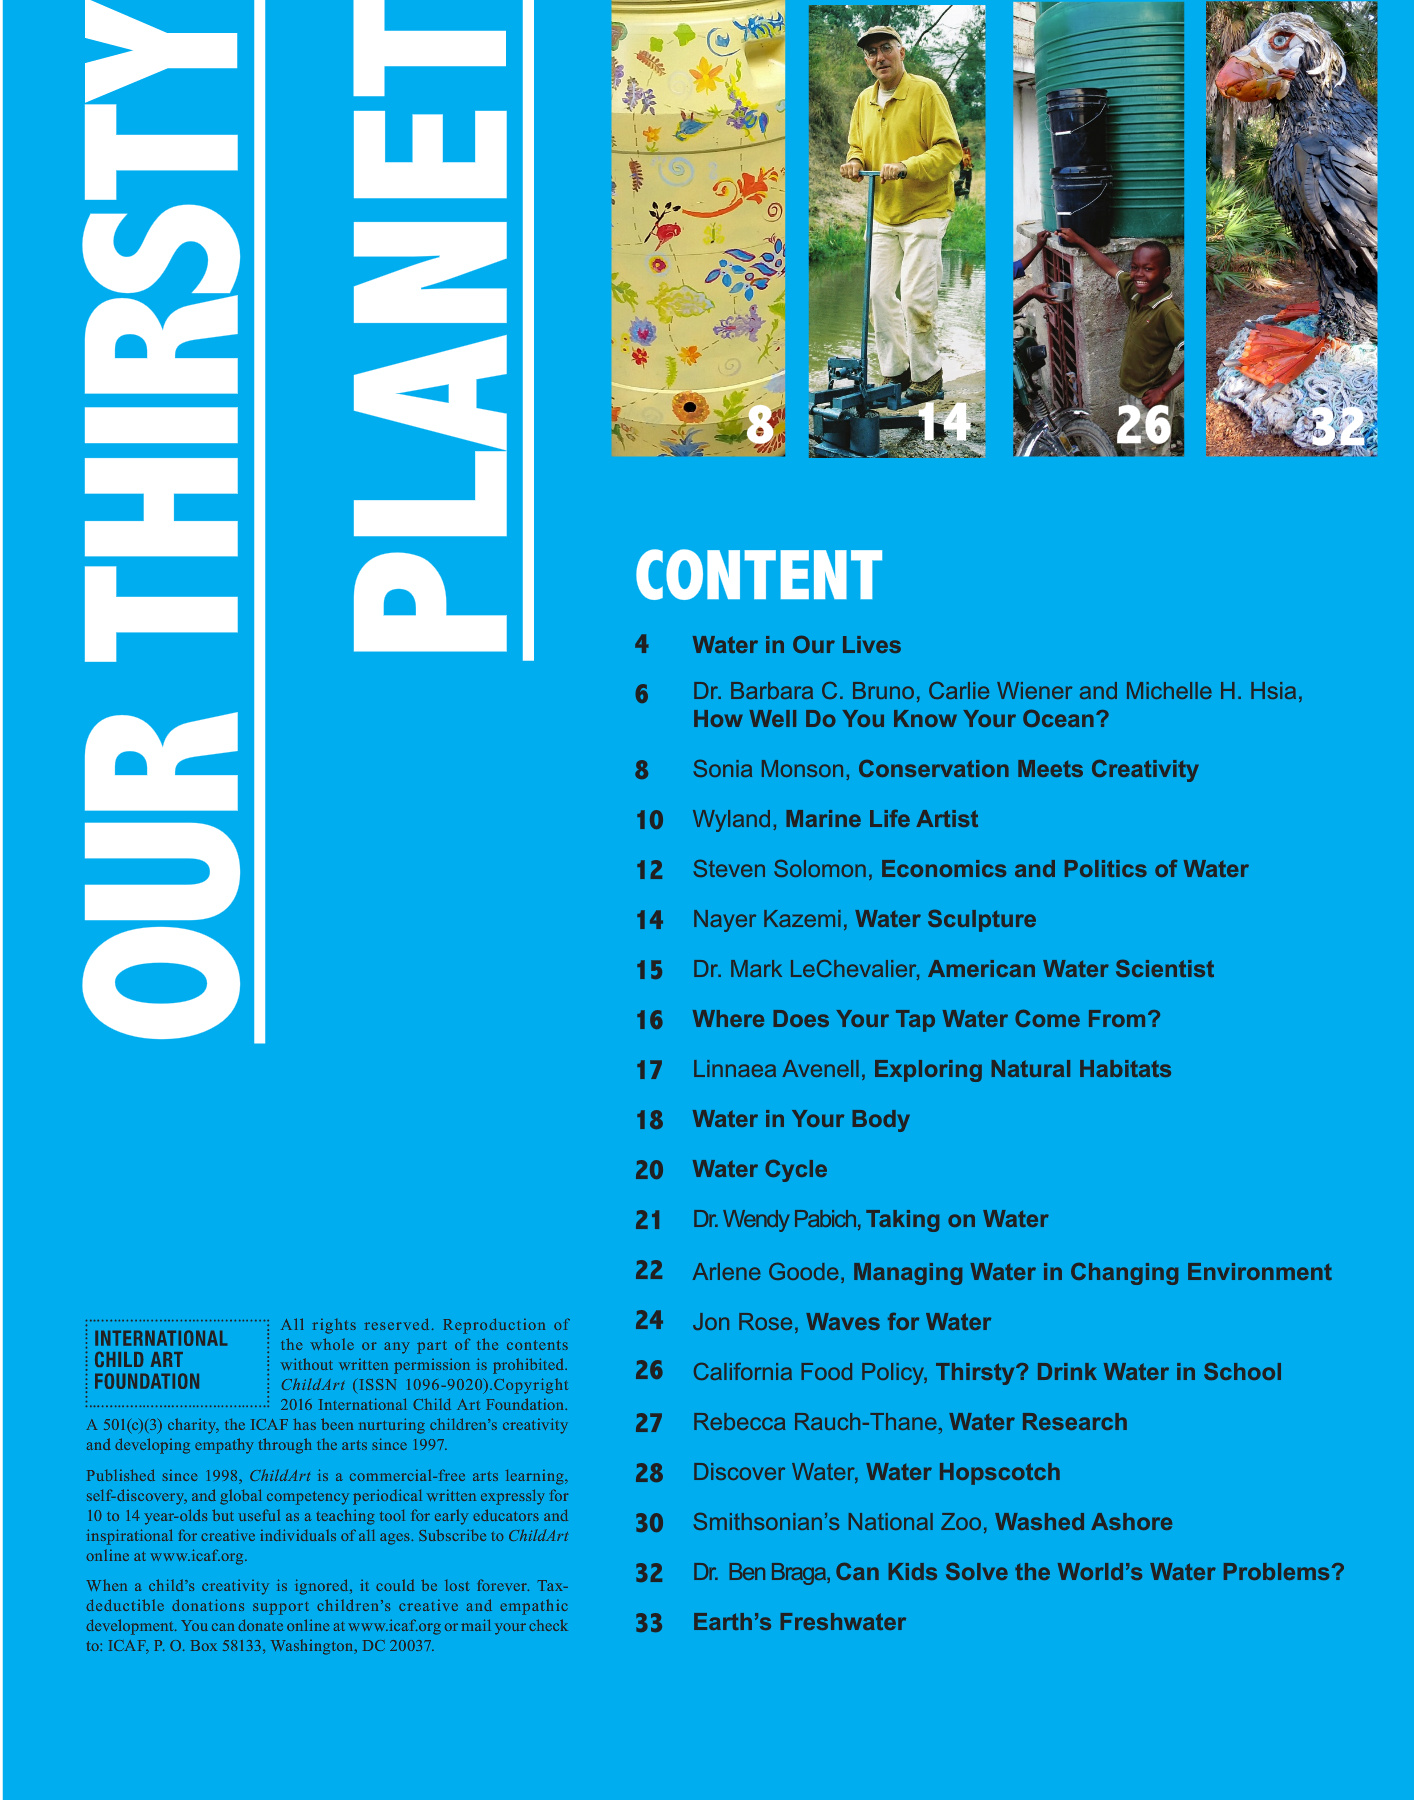 OUR THIRSTY
PLANET
8
14
26
32
CONTENT
4 Water in Our Lives
6 Dr. Barbara C. Bruno, Carlie Wiener and Michelle H. Hsia,
How Well Do You Know Your Ocean?
8 Sonia Monson, Conservation Meets Creativity
10 Wyland, Marine Life Artist
12 Steven Solomon, Economics and Politics of Water
14 Nayer Kazemi, Water Sculpture
15 Dr. Mark LeChevalier, American Water Scientist
16 Where Does Your Tap Water Come From?
17 Linnaea Avenell, Exploring Natural Habitats
18 Water in Your Body
20 Water Cycle
21 Dr. Wendy Pabich, Taking on Water
22 Arlene Goode, Managing Water in Changing Environment
24 Jon Rose, Waves for Water
26 California Food Policy, Thirsty? Drink Water in School
27 Rebecca Rauch-Thane, Water Research
28 Discover Water, Water Hopscotch
30 Smithsonian's National Zoo, Washed Ashore
32 Dr. Ben Braga, Can Kids Solve the World's Water Problems?
33 Earth's Freshwater
INTERNATIONAL
CHILD ART
FOUNDATION
All rights reserved. Reproduction of
the whole or any part of the contents
without written permission is prohibited.
ChildArt (ISSN 1096-9020).Copyright
2016 International Child Art Foundation.
A 501(c)(3) charity, the ICAF has been nurturing children's creativity
and developing empathy through the arts since 1997.
Published since 1998, ChildArt is a commercial-free arts learning,
self-discovery, and global competency periodical written expressly for
10 to 14 year-olds but useful as a teaching tool for early educators and
inspirational for creative individuals of all ages. Subscribe to ChildArt
online at www.icaf.org.
When a child's creativity is ignored, it could be lost forever. Tax-
deductible donations support children's creative and empathic
development. You can donate online at www.icaf.org or mail your check
to: ICAF, P. O. Box 58133, Washington, DC 20037.